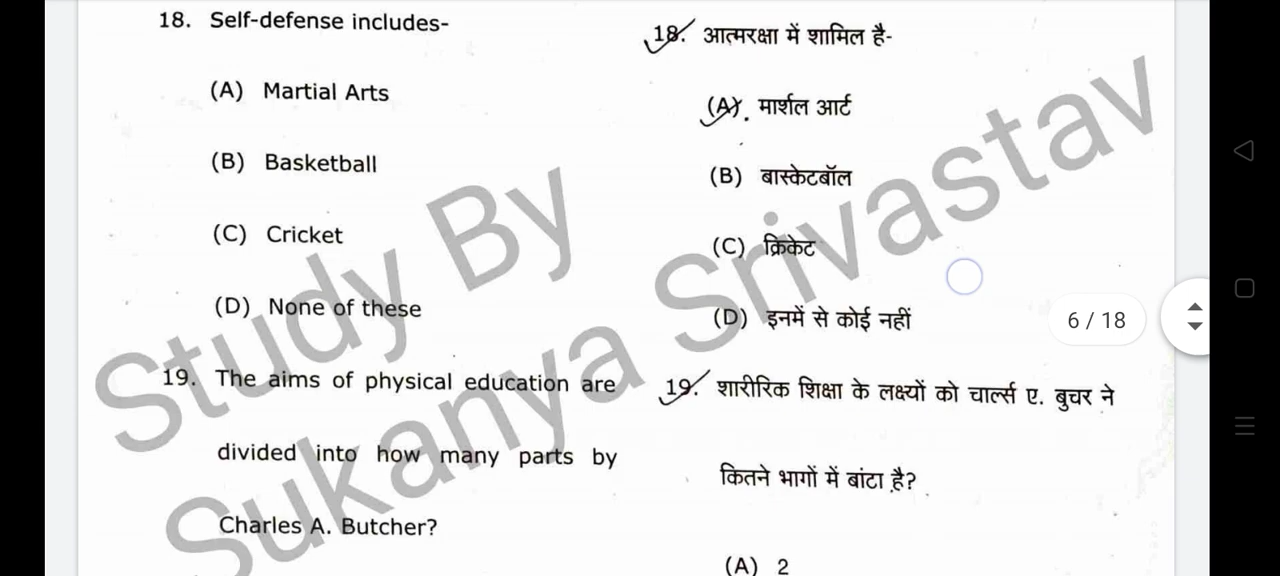 18. Self-defense includes-
(A) Martial Arts
(B) Basketball
(C) Cricket
(D) None of these
19. The aims of physical education are
divided into how many parts by
Charles A. Butcher?
18. आत्मरक्षा में शामिल है-
(A). मार्शल आर्ट
(B) बास्केटबॉल
(C) क्रिकेट
(D) इनमें से कोई नहीं
19. शारीरिक शिक्षा के लक्ष्यों को चार्ल्स ए. बुचर ने
कितने भागों में बांटा है?
(A) 2
Study By
Sukanya Srivastav
6 / 18